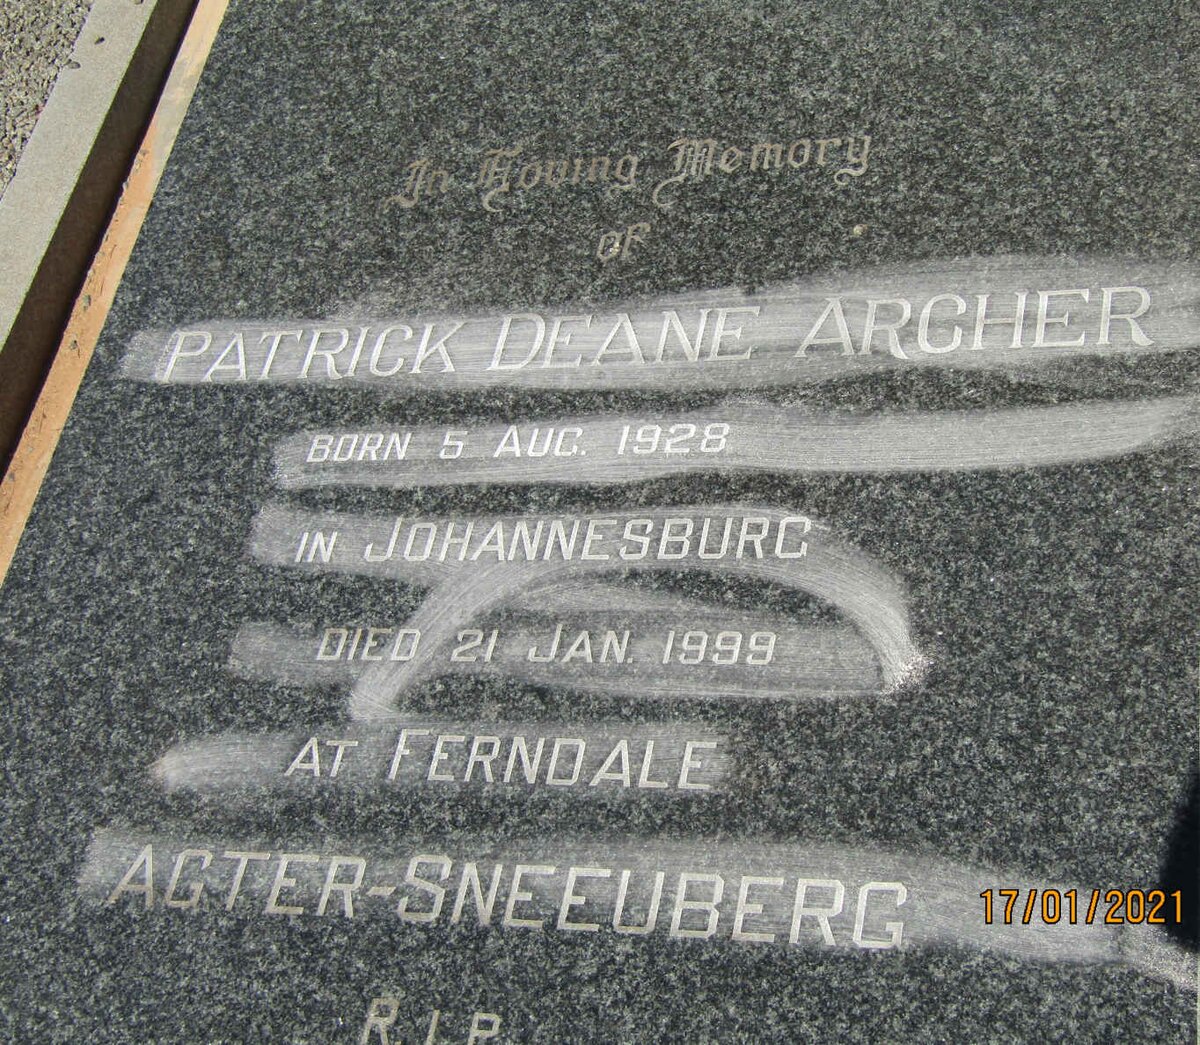 In Loving Memory
OF
PATRICK DEANE ARCHER
BORN 5 AUG. 1928
IN JOHANNESBURG
DIED 21 JAN. 1999
AT FERNDALE
AGTER-SNEEUBERG
17/01/2021
R.I.P.